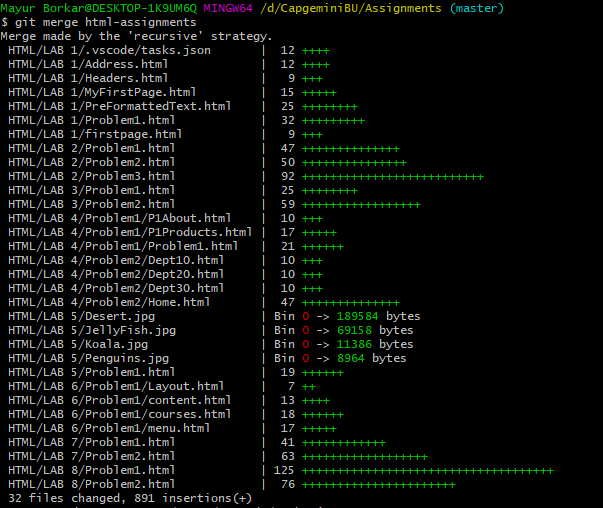 Mayur Borkar@DESKTOP-1K9UM6Q MINGW64 /d/CapgeminiBU/Assignments (master)
$ git merge html-assignments
Merge made by the 'recursive' strategy.
HTML/LAB 1/.vscode/tasks.json | 12 ++++
HTML/LAB 1/Address.html | 12 ++++
HTML/LAB 1/Headers.html | 9 +++
HTML/LAB 1/MyFirstPage.html | 15 +++++
HTML/LAB 1/PreFormattedText.html | 25 ++++++++
HTML/LAB 1/Problem1.html | 32 +++++++++
HTML/LAB 1/firstpage.html | 9 +++
HTML/LAB 2/Problem1.html | 47 ++++++++++++++
HTML/LAB 2/Problem2.html | 50 +++++++++++++++
HTML/LAB 2/Problem3.html | 92 ++++++++++++++++++++++++++
HTML/LAB 3/Problem1.html | 25 ++++++++
HTML/LAB 3/Problem2.html | 59 +++++++++++++++++
HTML/LAB 4/Problem1/P1About.html | 10 +++
HTML/LAB 4/Problem1/P1Products.html | 17 +++++
HTML/LAB 4/Problem1/Problem1.html | 21 ++++++
HTML/LAB 4/Problem2/Dept10.html | 10 +++
HTML/LAB 4/Problem2/Dept20.html | 10 +++
HTML/LAB 4/Problem2/Dept30.html | 10 +++
HTML/LAB 4/Problem2/Home.html | 47 ++++++++++++++
HTML/LAB 5/Desert.jpg | Bin 0 -> 189584 bytes
HTML/LAB 5/JellyFish.jpg | Bin 0 -> 69158 bytes
HTML/LAB 5/Koala.jpg | Bin 0 -> 11386 bytes
HTML/LAB 5/Penguins.jpg | Bin 0 -> 8964 bytes
HTML/LAB 5/Problem1.html | 19 ++++++
HTML/LAB 6/Problem1/Layout.html | 7 ++
HTML/LAB 6/Problem1/content.html | 13 ++++
HTML/LAB 6/Problem1/courses.html | 18 ++++++
HTML/LAB 6/Problem1/menu.html | 17 +++++
HTML/LAB 7/Problem1.html | 41 ++++++++++++
HTML/LAB 7/Problem2.html | 63 ++++++++++++++++++
HTML/LAB 8/Problem1.html | 125 ++++++++++++++++++++++++++++++++++++
HTML/LAB 8/Problem2.html | 76 ++++++++++++++++++++++
32 files changed, 891 insertions(+)